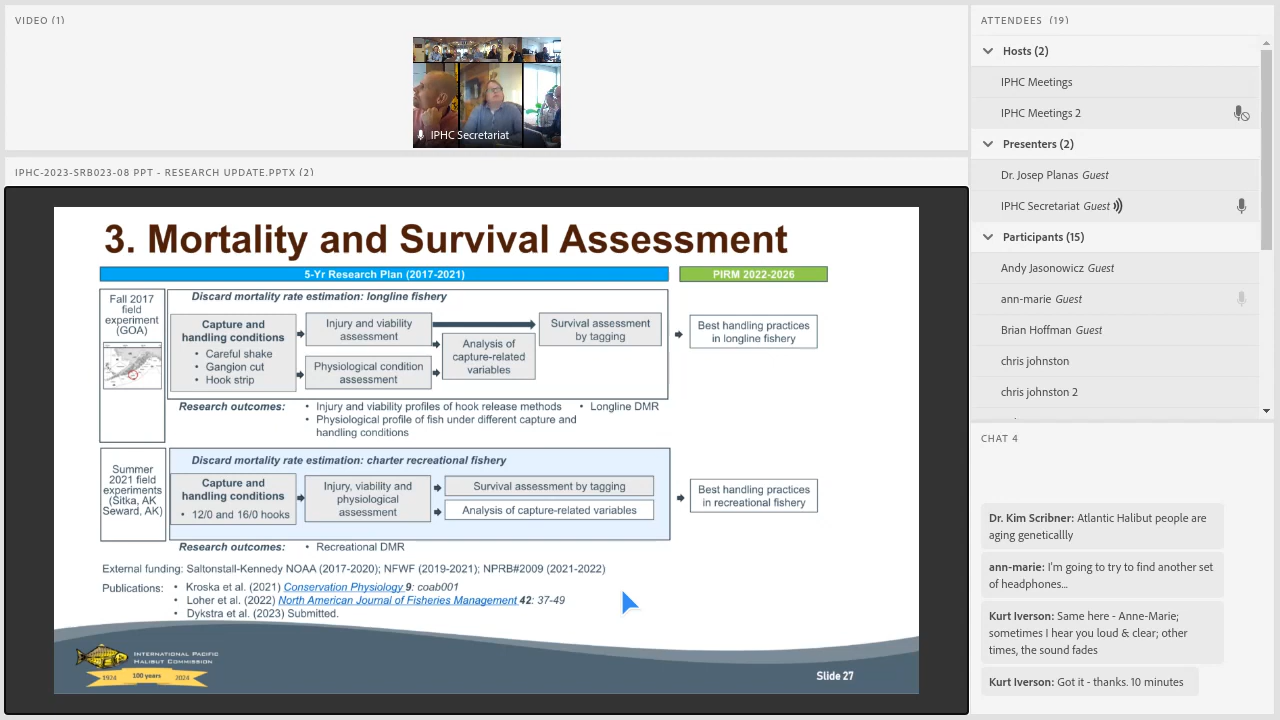 VIDEO (1)
IPHC Secretariat
IPHC-2023-SRB023-08 PPT - RESEARCH UPDATE.PPTX (2)
3. Mortality and Survival Assessment
5-Yr Research Plan (2017-2021)
PIRM 2022-2026
Fall 2017
field
experiment
(GOA)
Discard mortality rate estimation: longline fishery
Capture and
handling conditions
• Careful shake
• Gangion cut
• Hook strip
Injury and viability
assessment
Physiological condition
assessment
Analysis of
capture-related
variables
Survival assessment
by tagging
Best handling practices
in longline fishery
Research outcomes:
• Injury and viability profiles of hook release methods
• Physiological profile of fish under different capture and
handling conditions
• Longline DMR
Summer
2021 field
experiments
(Sitka, AK
Seward, AK)
Discard mortality rate estimation: charter recreational fishery
Capture and
handling conditions
• 12/0 and 16/0 hooks
Injury, viability and
physiological
assessment
Survival assessment by tagging
Analysis of capture-related variables
Best handling practices
in recreational fishery
Research outcomes:
• Recreational DMR
External funding: Saltonstall-Kennedy NOAA (2017-2020); NFWF (2019-2021); NPRB#2009 (2021-2022)
Publications:
• Kroska et al. (2021) Conservation Physiology 9: coab001
• Loher et al. (2022) North American Journal of Fisheries Management 42: 37-49
• Dykstra et al. (2023) Submitted.
INTERNATIONAL PACIFIC
HALIBUT COMMISSION
1924 100 years 2024
Slide 27
ATTENDEES (19)
Hosts (2)
IPHC Meetings
IPHC Meetings 2
Presenters (2)
Dr. Josep Planas Guest
IPHC Secretariat Guest
Participants (15)
Andy Jasonowicz Guest
ann-marie Guest
Brian Hoffman Guest
chris johnston
chris johnston 2
CHAT 4
Dr. Kim Scribner: Atlantic Halibut people are
aging geneticallly
ann-marie: I'm going to try to find another set
of headphones...
Kurt Iverson: Same here - Anne-Marie;
sometimes I hear you loud & clear; other
times, the sound fades
Kurt Iverson: Got it - thanks. 10 minutes